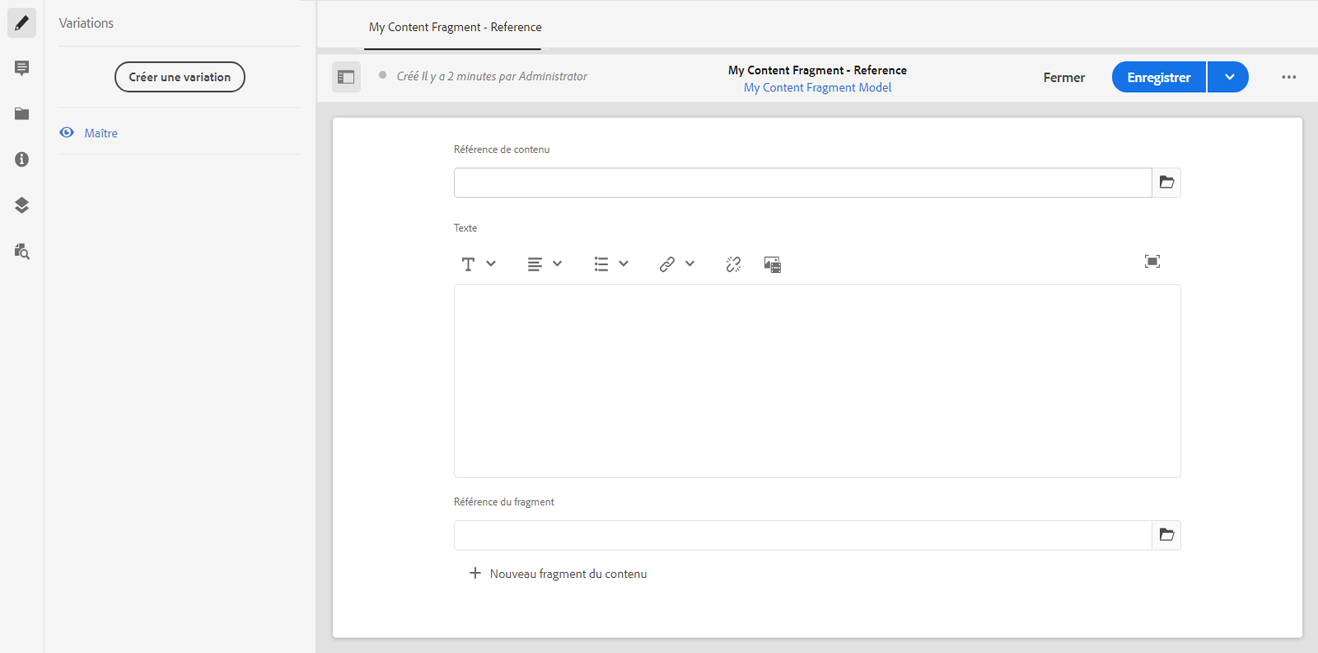 Variations
Créer une variation
Maître
My Content Fragment - Reference
Créé Il y a 2 minutes par Administrator
My Content Fragment - Reference
My Content Fragment Model
Fermer
Enregistrer
Référence de contenu
Texte
Référence du fragment
Nouveau fragment du contenu